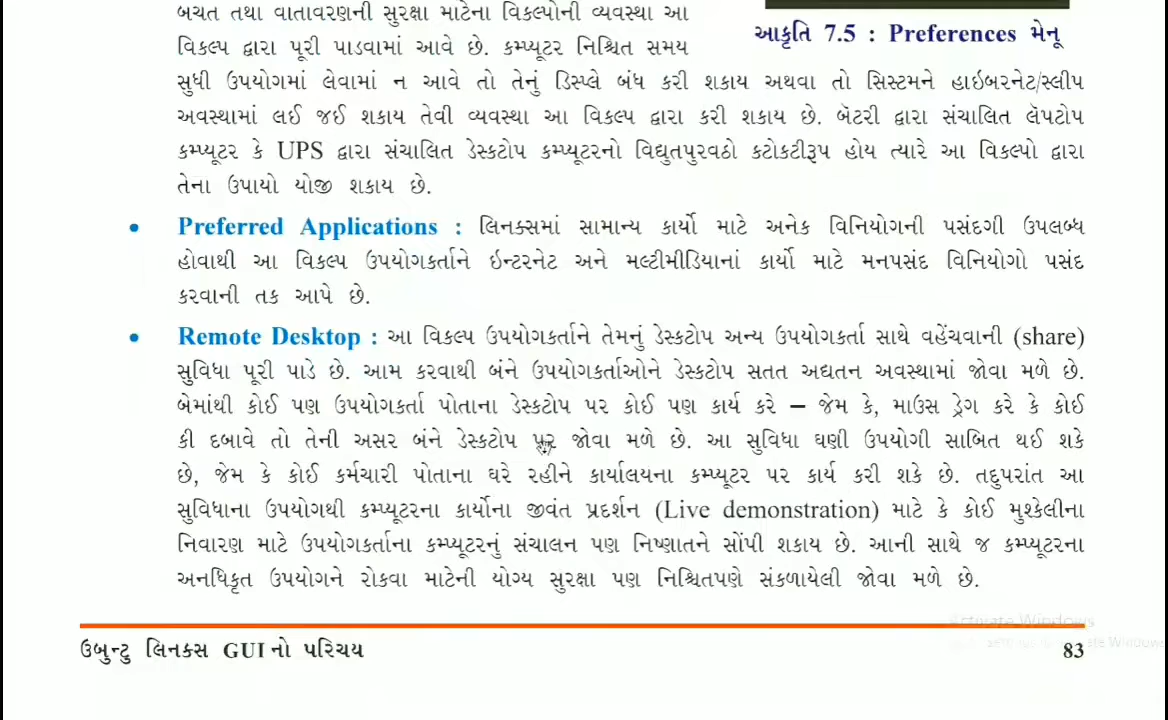 બચત તથા વાતાવરણની સુરક્ષા માટેના વિકલ્પોની વ્યવસ્થા આ
વિકલ્પ દ્વારા પૂરી પાડવામાં આવે છે. કમ્પ્યૂટર નિશ્ચિત સમય
આકૃતિ 7.5 : Preferences મેનૂ
સુધી ઉપયોગમાં લેવામાં ન આવે તો તેનું ડિસ્પ્લે બંધ કરી શકાય અથવા તો સિસ્ટમને હાઇબરનેટ/સ્લીપ
અવસ્થામાં લઈ જઈ શકાય તેવી વ્યવસ્થા આ વિકલ્પ દ્વારા કરી શકાય છે. બૅટરી દ્વારા સંચાલિત લૅપટોપ
કમ્પ્યૂટર કે UPS દ્વારા સંચાલિત ડેસ્કટોપ કમ્પ્યૂટરનો વિદ્યુતપુરવઠો કટોકટીરૂપ હોય ત્યારે આ વિકલ્પો દ્વારા
તેના ઉપાયો યોજી શકાય છે.
• Preferred Applications : લિનક્સમાં સામાન્ય કાર્યો માટે અનેક વિનિયોગની પસંદગી ઉપલબ્ધ
હોવાથી આ વિકલ્પ ઉપયોગકર્તાને ઇન્ટરનેટ અને મલ્ટીમીડિયાનાં કાર્યો માટે મનપસંદ વિનિયોગો પસંદ
કરવાની તક આપે છે.
• Remote Desktop : આ વિકલ્પ ઉપયોગકર્તાને તેમનું ડેસ્કટોપ અન્ય ઉપયોગકર્તા સાથે વહેંચવાની (share)
સુવિધા પૂરી પાડે છે. આમ કરવાથી બંને ઉપયોગકર્તાઓને ડેસ્કટોપ સતત અદ્યતન અવસ્થામાં જોવા મળે છે.
બેમાંથી કોઈ પણ ઉપયોગકર્તા પોતાના ડેસ્કટોપ પર કોઈ પણ કાર્ય કરે – જેમ કે, માઉસ ડ્રેગ કરે કે કોઈ
કી દબાવે તો તેની અસર બંને ડેસ્કટોપ પર જોવા મળે છે. આ સુવિધા ઘણી ઉપયોગી સાબિત થઈ શકે
છે, જેમ કે કોઈ કર્મચારી પોતાના ઘરે રહીને કાર્યાલયના કમ્પ્યૂટર પર કાર્ય કરી શકે છે. તદુપરાંત આ
સુવિધાના ઉપયોગથી કમ્પ્યૂટરના કાર્યોના જીવંત પ્રદર્શન (Live demonstration) માટે કે કોઈ મુશ્કેલીના
નિવારણ માટે ઉપયોગકર્તાના કમ્પ્યૂટરનું સંચાલન પણ નિષ્ણાતને સોંપી શકાય છે. આની સાથે જ કમ્પ્યૂટરના
અનધિકૃત ઉપયોગને રોકવા માટેની યોગ્ય સુરક્ષા પણ નિશ્ચિતપણે સંકળાયેલી જોવા મળે છે.
Activate Windows
ઉબુન્ટુ લિનક્સ GUI નો પરિચય 83